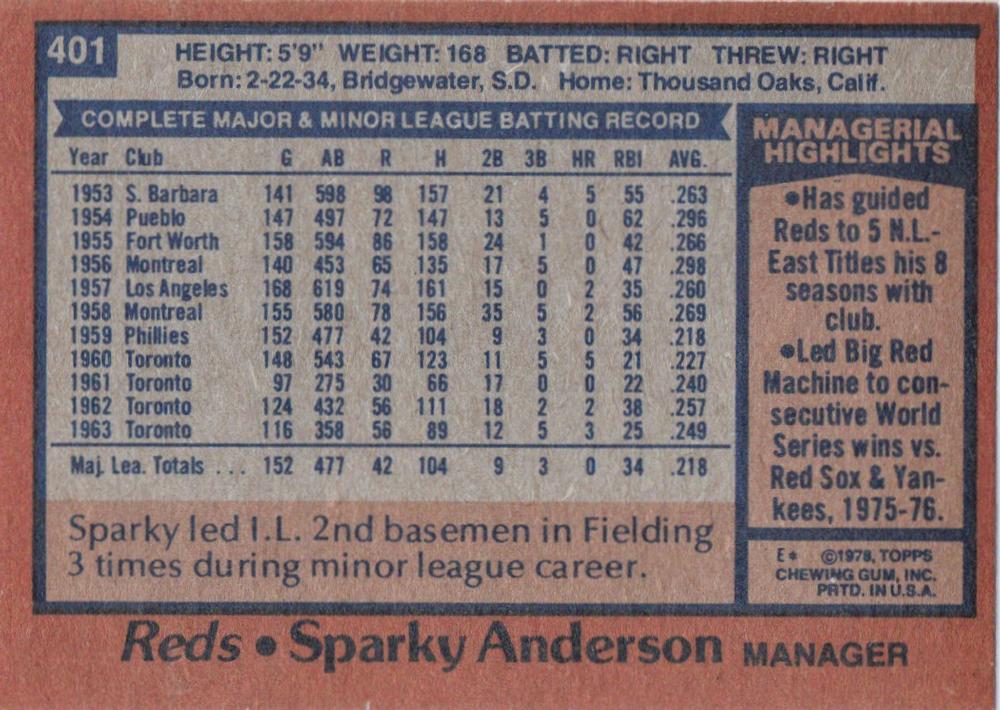 401
HEIGHT: 5'9" WEIGHT: 168 BATTED: RIGHT THREW: RIGHT
Born: 2-22-34, Bridgewater, S.D. Home: Thousand Oaks, Calif.
COMPLETE MAJOR & MINOR LEAGUE BATTING RECORD
Year Club G AB R H 2B 3B HR RBI AVG.
1953 S. Barbara 141 598 98 157 21 4 5 55 .263
1954 Pueblo 147 497 72 147 13 5 0 62 .296
1955 Fort Worth 158 594 86 158 24 1 0 42 .266
1956 Montreal 140 453 65 135 17 5 0 47 .298
1957 Los Angeles 168 619 74 161 15 0 2 35 .260
1958 Montreal 155 580 78 156 35 5 2 56 .269
1959 Phillies 152 477 42 104 9 3 0 34 .218
1960 Toronto 148 543 67 123 11 5 5 21 .227
1961 Toronto 97 275 30 66 17 0 0 22 .240
1962 Toronto 124 432 56 111 18 2 2 38 .257
1963 Toronto 116 358 56 89 12 5 3 25 .249
Maj. Lea. Totals ... 152 477 42 104 9 3 0 34 .218
Sparky led I.L. 2nd basemen in Fielding
3 times during minor league career.
MANAGERIAL
HIGHLIGHTS
●Has guided
Reds to 5 N.L.-
East Titles his 8
seasons with
club.
●Led Big Red
Machine to con-
secutive World
Series wins vs.
Red Sox & Yan-
kees, 1975-76.
E* ©1978, TOPPS
CHEWING GUM, INC.
PRTD. IN U.S.A.
Reds • Sparky Anderson MANAGER